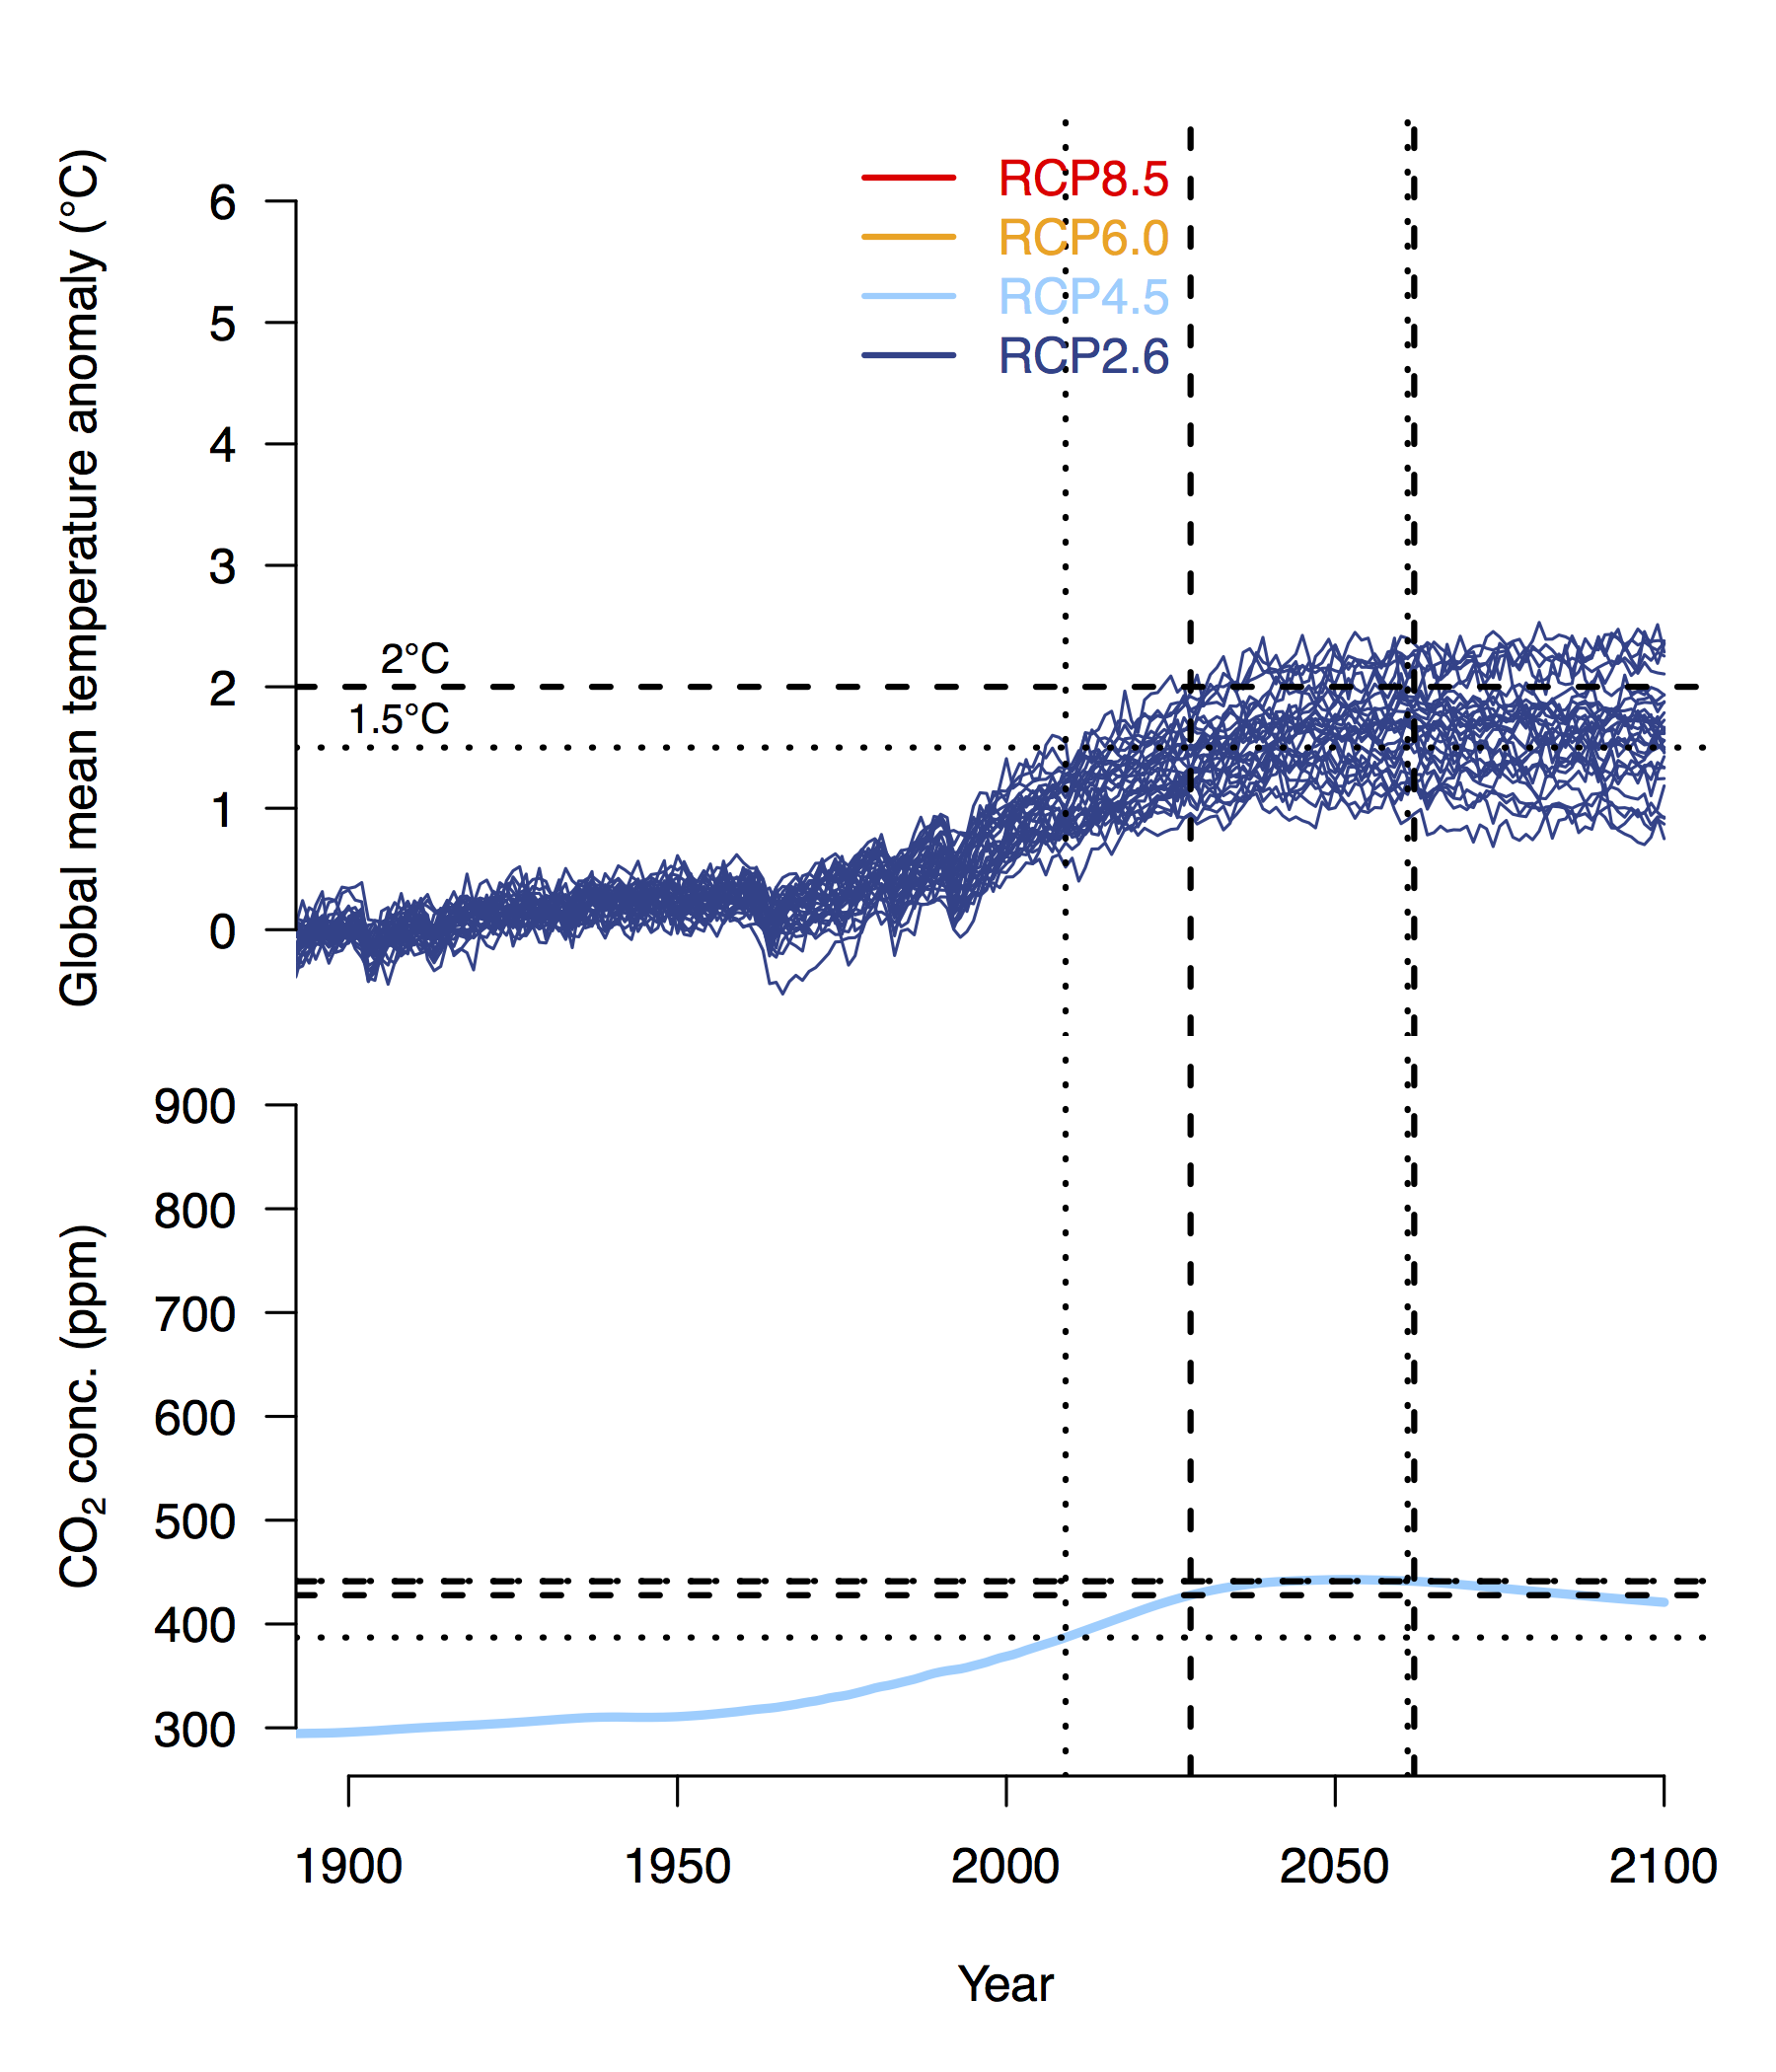 Global mean temperature anomaly (°C)
6
5
4
3
2
1
0
RCP8.5
RCP6.0
RCP4.5
RCP2.6
2°C
1.5°C
CO₂ conc. (ppm)
900
800
700
600
500
400
300
1900 1950 2000 2050 2100
Year